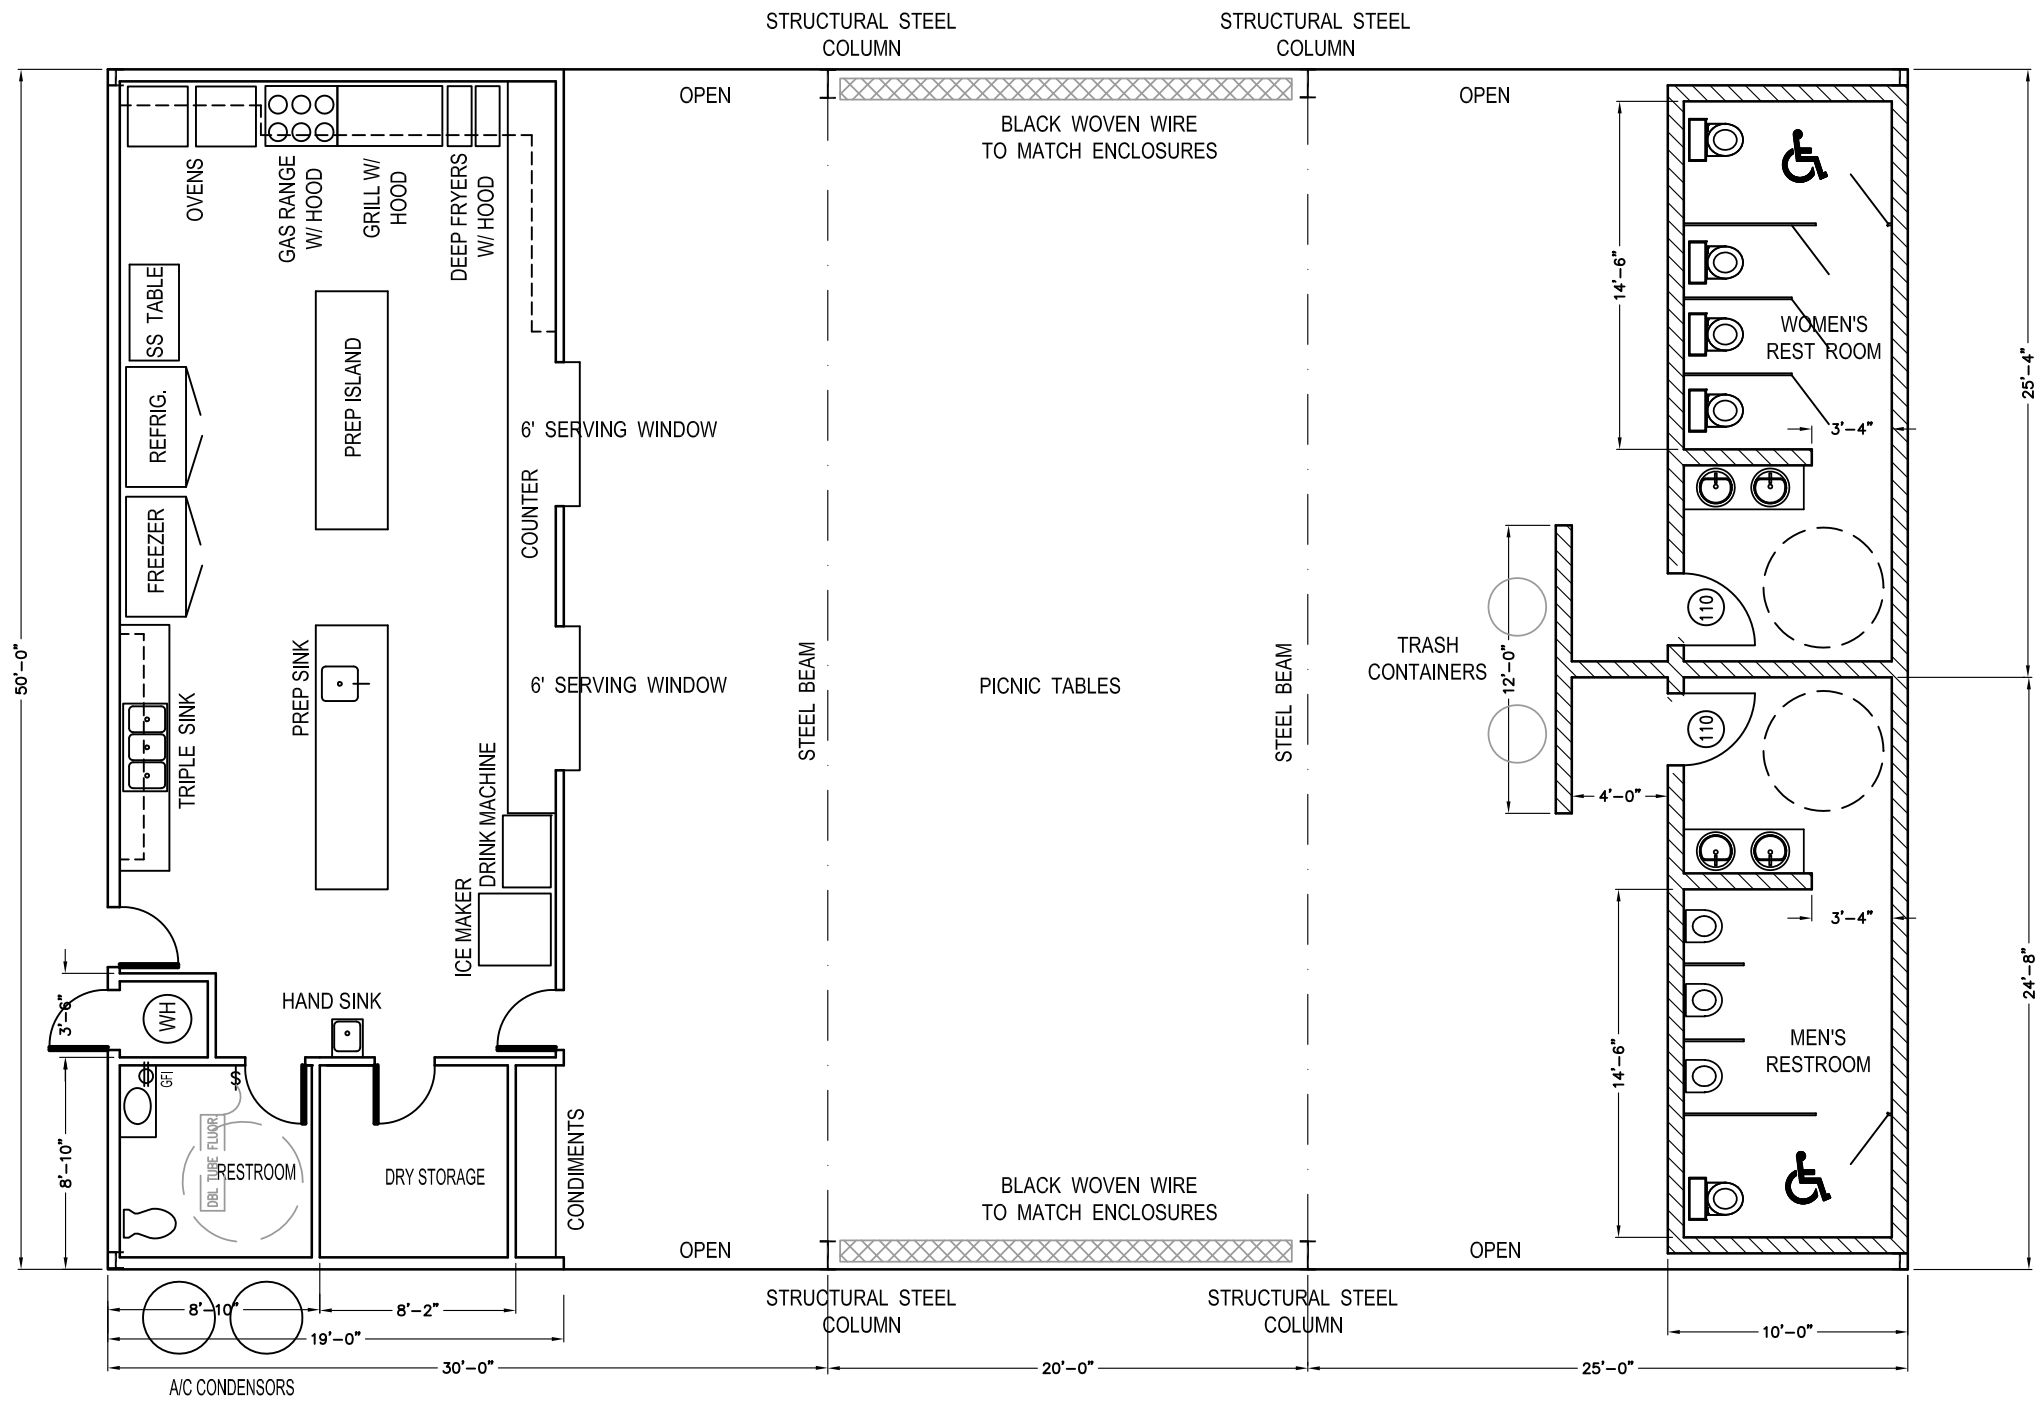 STRUCTURAL STEEL
COLUMN
STRUCTURAL STEEL
COLUMN
OPEN
OPEN
BLACK WOVEN WIRE
TO MATCH ENCLOSURES
OVENS
GAS RANGE
W/ HOOD
GRILL W/
HOOD
DEEP FRYERS
W/ HOOD
SS TABLE
REFRIG.
FREEZER
PREP ISLAND
14'-6"
WOMEN'S
REST ROOM
25'-4"
6' SERVING WINDOW
3'-4"
COUNTER
50'-0"
110
TRIPLE SINK
PREP SINK
6' SERVING WINDOW
STEEL BEAM
PICNIC TABLES
STEEL BEAM
TRASH
CONTAINERS
12'-0"
110
4'-0"
DRINK MACHINE
ICE MAKER
3'-4"
24'-8"
3'-6"
WH
HAND SINK
14'-6"
MEN'S
RESTROOM
GFI
S
8'-10"
DBL TUBE FLUOR.
RESTROOM
DRY STORAGE
CONDIMENTS
BLACK WOVEN WIRE
TO MATCH ENCLOSURES
OPEN
OPEN
STRUCTURAL STEEL
COLUMN
STRUCTURAL STEEL
COLUMN
8'-10"
8'-2"
19'-0"
10'-0"
30'-0"
20'-0"
25'-0"
A/C CONDENSORS